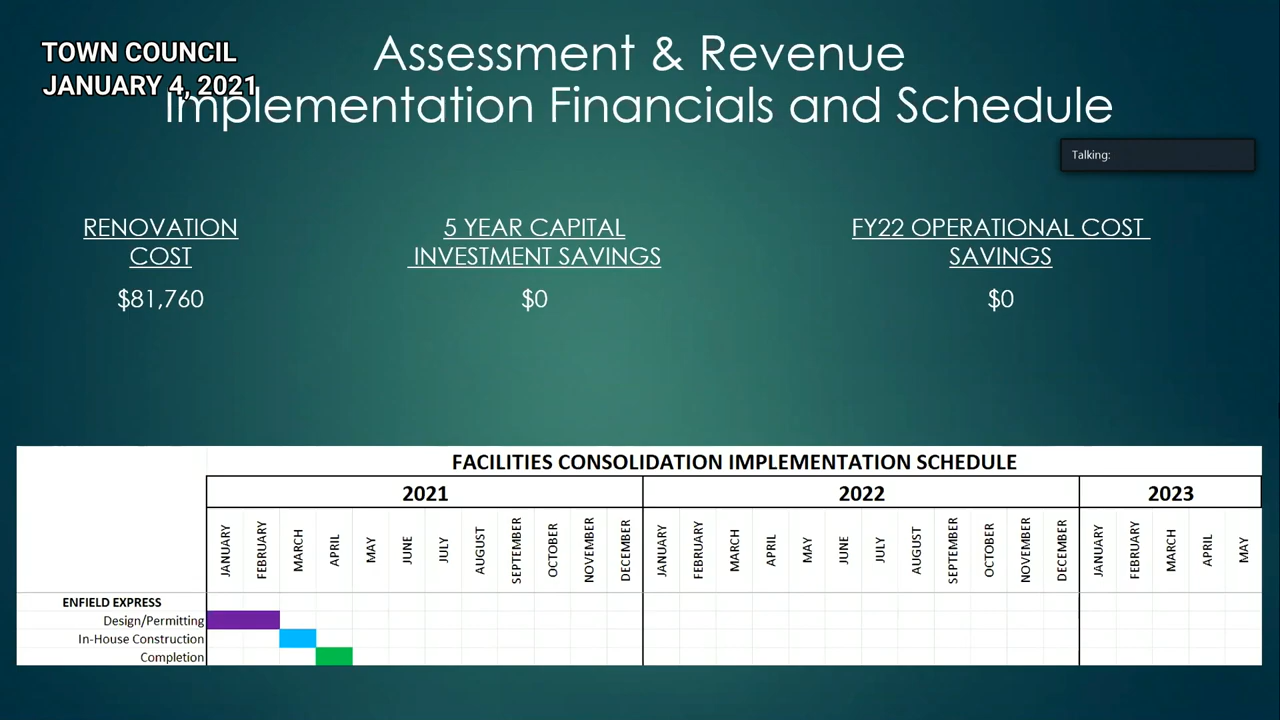 TOWN COUNCIL
JANUARY 4, 2021
Assessment & Revenue
Implementation Financials and Schedule
Talking:
RENOVATION
COST
$81,760
5 YEAR CAPITAL
INVESTMENT SAVINGS
$0
FY22 OPERATIONAL COST
SAVINGS
$0
FACILITIES CONSOLIDATION IMPLEMENTATION SCHEDULE
2021 2022 2023
JANUARY FEBRUARY MARCH APRIL MAY JUNE JULY AUGUST SEPTEMBER OCTOBER NOVEMBER DECEMBER JANUARY FEBRUARY MARCH APRIL MAY JUNE JULY AUGUST SEPTEMBER OCTOBER NOVEMBER DECEMBER JANUARY FEBRUARY MARCH APRIL MAY
ENFIELD EXPRESS
Design/Permitting
In-House Construction
Completion